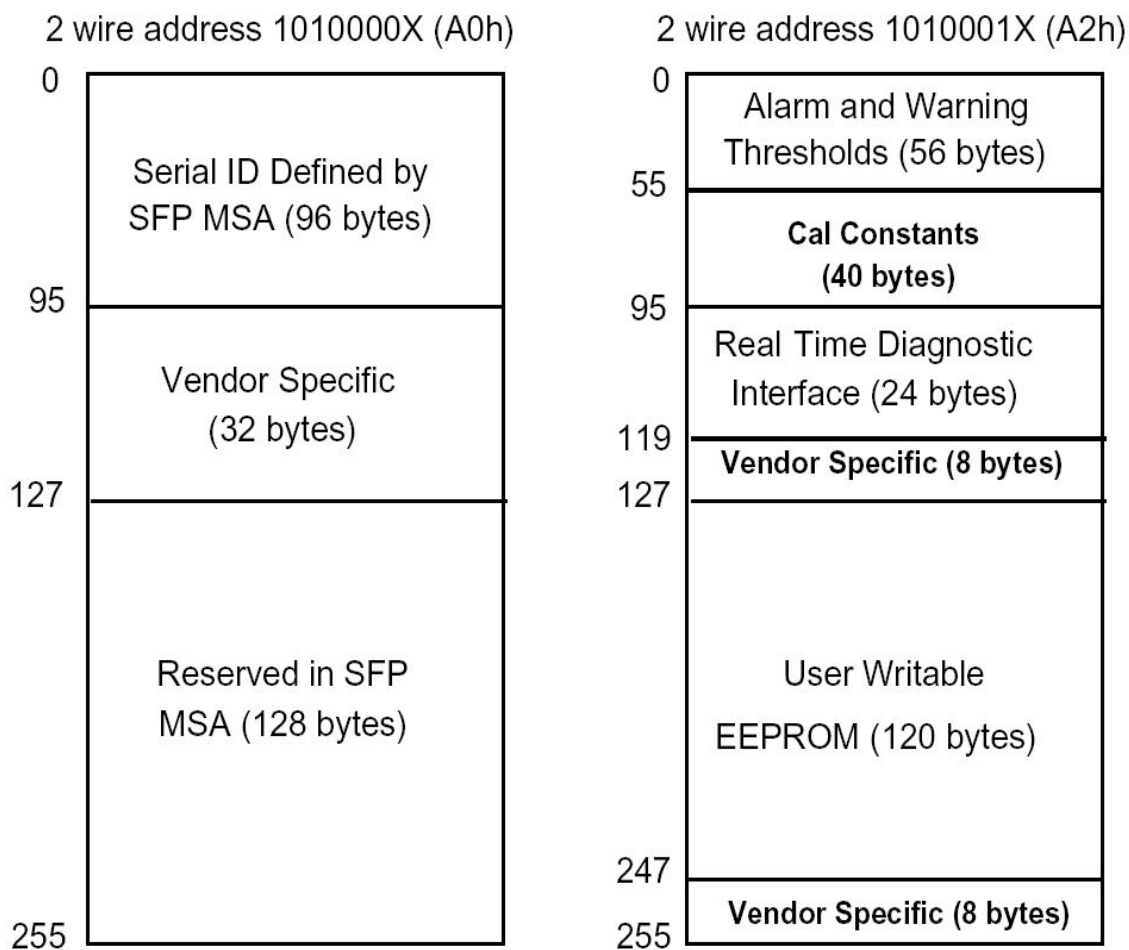 2 wire address 1010000X (A0h)
0
Serial ID Defined by
SFP MSA (96 bytes)
95
Vendor Specific
(32 bytes)
127
Reserved in SFP
MSA (128 bytes)
255
2 wire address 1010001X (A2h)
0
Alarm and Warning
Thresholds (56 bytes)
55
Cal Constants
(40 bytes)
95
Real Time Diagnostic
Interface (24 bytes)
119
Vendor Specific (8 bytes)
127
User Writable
EEPROM (120 bytes)
247
Vendor Specific (8 bytes)
255